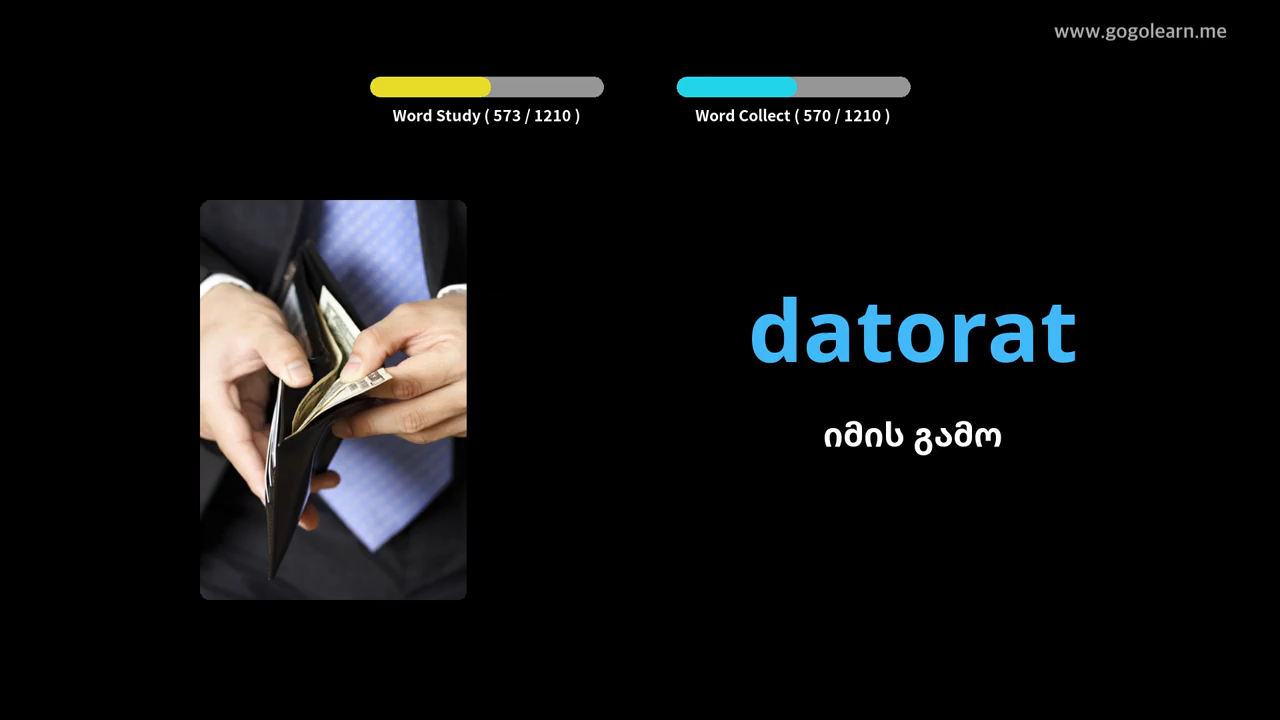 www.gogolearn.me
Word Study ( 573 / 1210 )
Word Collect ( 570 / 1210 )
datorat
იმის გამო